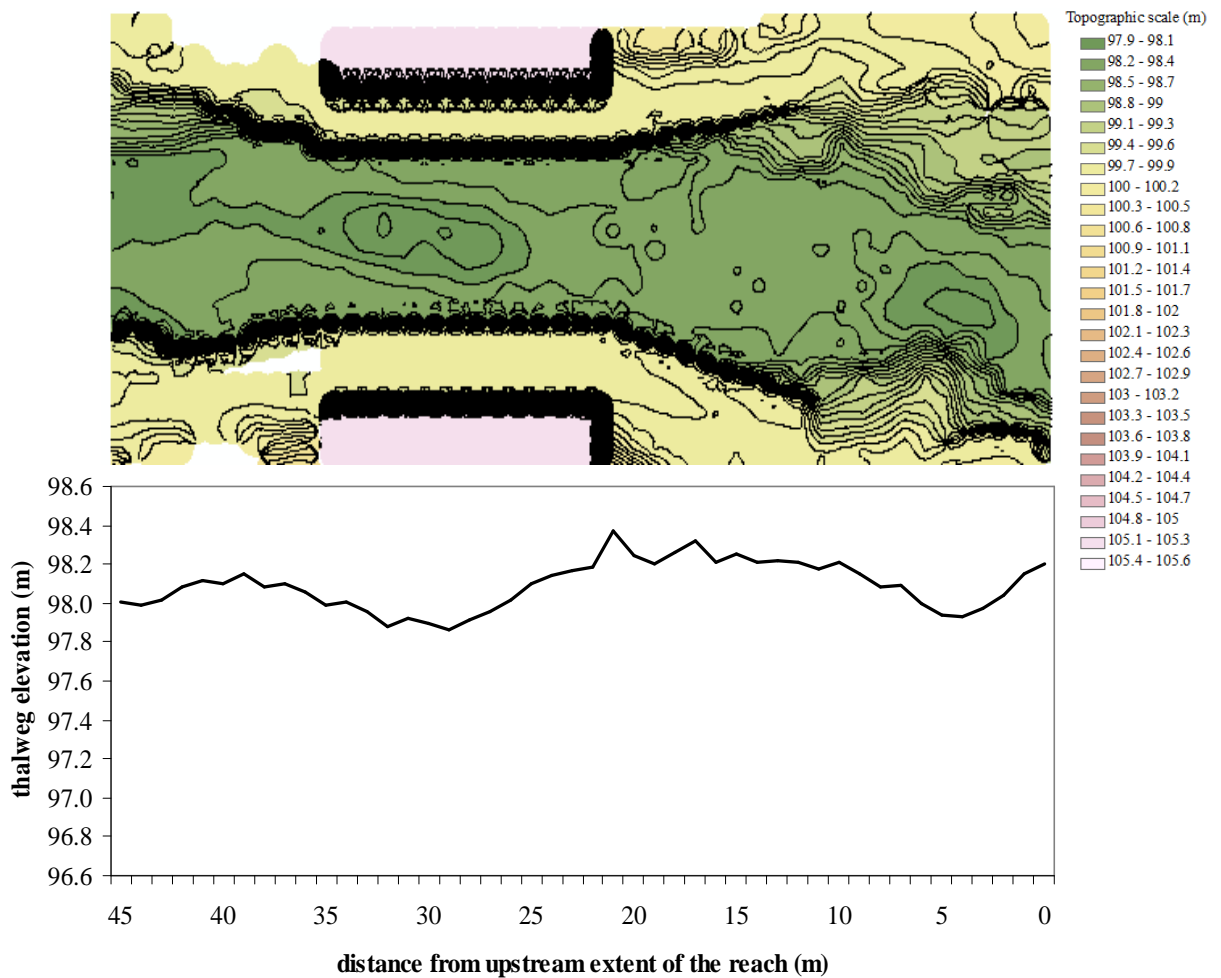 Topographic scale (m)
97.9 - 98.1
98.2 - 98.4
98.5 - 98.7
98.8 - 99
99.1 - 99.3
99.4 - 99.6
99.7 - 99.9
100 - 100.2
100.3 - 100.5
100.6 - 100.8
100.9 - 101.1
101.2 - 101.4
101.5 - 101.7
101.8 - 102
102.1 - 102.3
102.4 - 102.6
102.7 - 102.9
103 - 103.2
103.3 - 103.5
103.6 - 103.8
103.9 - 104.1
104.2 - 104.4
104.5 - 104.7
104.8 - 105
105.1 - 105.3
105.4 - 105.6
thalweg elevation (m)
98.6
98.4
98.2
98.0
97.8
97.6
97.4
97.2
97.0
96.8
96.6
45 40 35 30 25 20 15 10 5 0
distance from upstream extent of the reach (m)